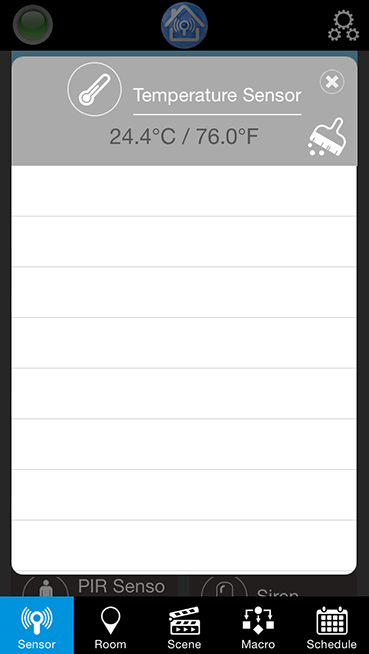 Temperature Sensor
24.4°C / 76.0°F
PIR Senso
Siren
Sensor Room Scene Macro Schedule